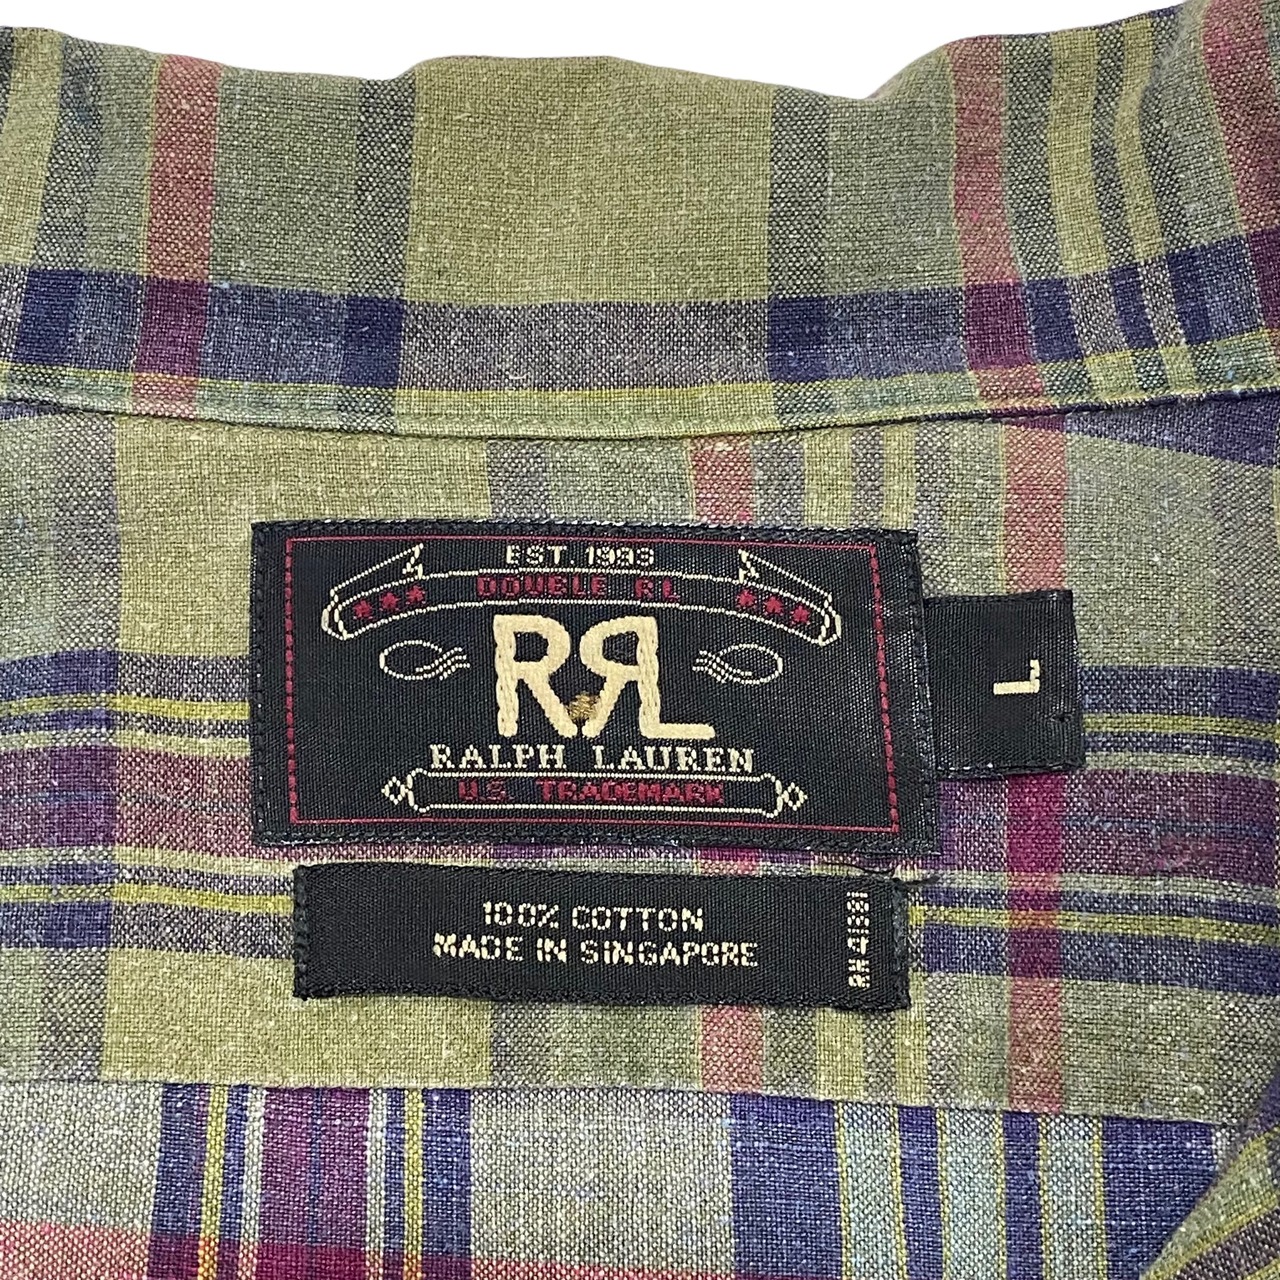 EST. 1993
DOUBLE RL
RRL
RALPH LAUREN
U.S. TRADEMARK
L
100% COTTON
MADE IN SINGAPORE